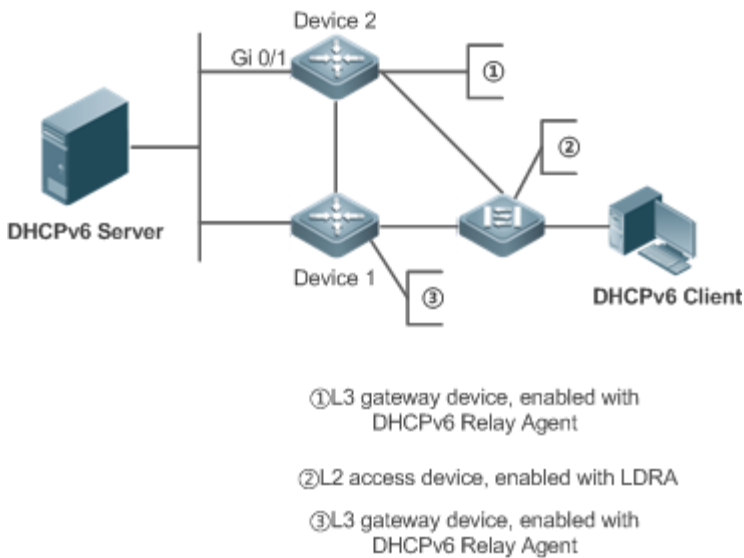 Device 2
Gi 0/1
①
②
DHCPv6 Server
Device 1
③
DHCPv6 Client
①L3 gateway device, enabled with
DHCPv6 Relay Agent
②L2 access device, enabled with LDRA
③L3 gateway device, enabled with
DHCPv6 Relay Agent